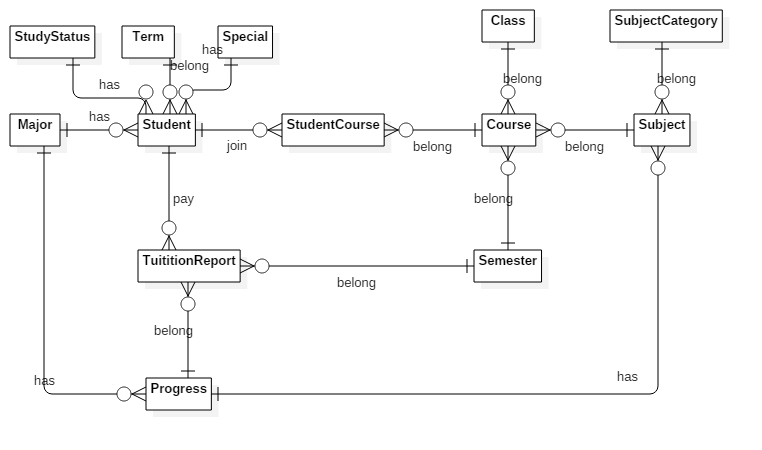 Class
SubjectCategory
StudyStatus
Term
Special
has
belong
has
belong
belong
has
Major
Student
StudentCourse
Course
Subject
join
belong
belong
pay
belong
TuititionReport
Semester
belong
belong
has
has
Progress